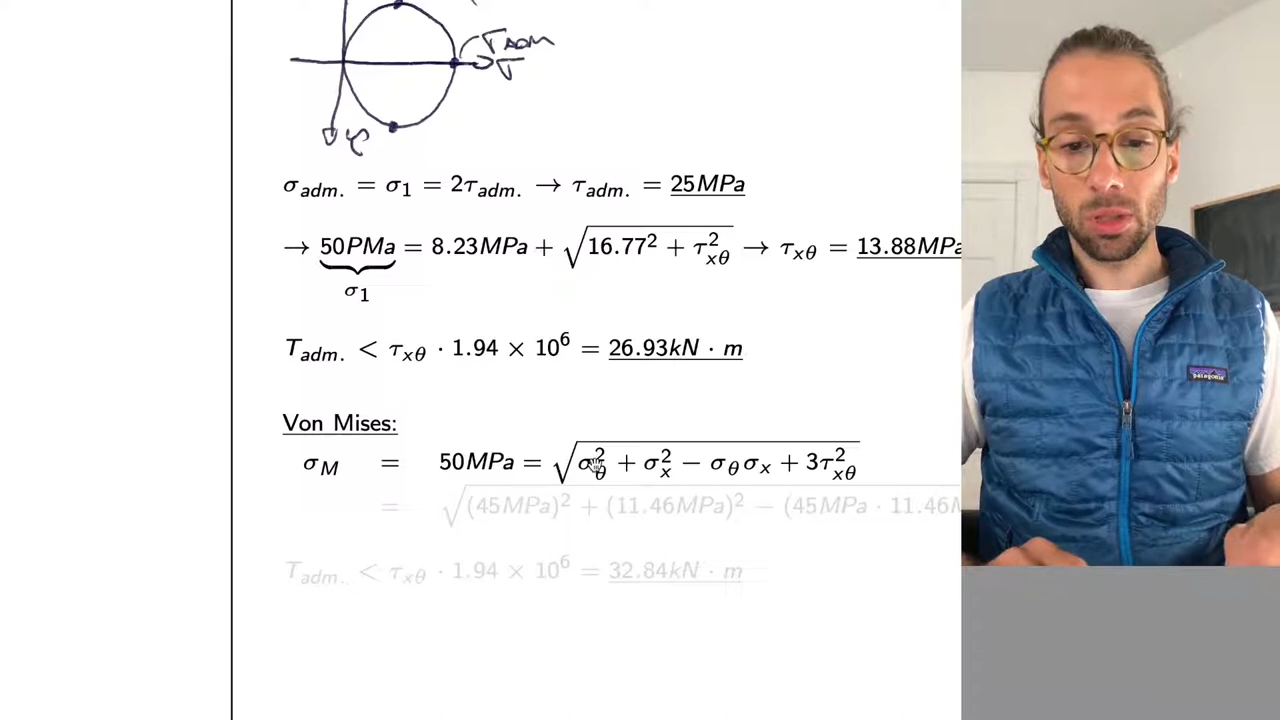 σ_adm. = σ_1 = 2τ_adm. → τ_adm. = 25MPa
→ 50PMa = 8.23MPa + √(16.77² + τ²_xθ) → τ_xθ = 13.88MPa
σ_1
T_adm. < τ_xθ · 1.94 × 10⁶ = 26.93kN · m
Von Mises:
σ_M = 50MPa = √(σ²_θ + σ²_x − σ_θσ_x + 3τ²_xθ)
= √((45MPa)² + (11.46MPa)² − (45MPa · 11.46M
T_adm. < τ_xθ · 1.94 × 10⁶ = 32.84kN · m
patagonia